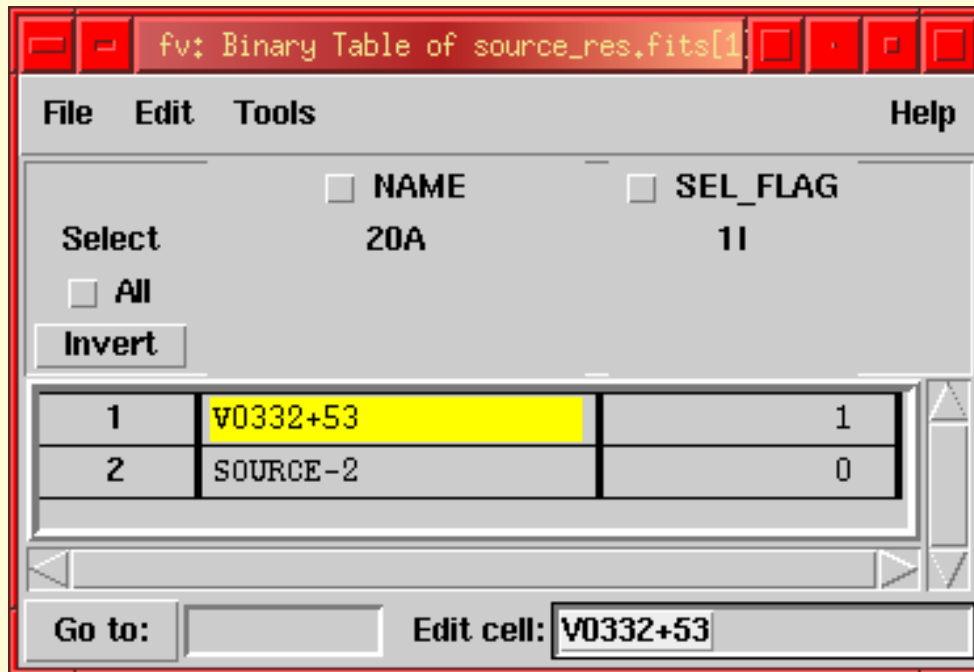 fv: Binary Table of source_res.fits[1]
File Edit Tools Help
NAME SEL_FLAG
Select 20A 1I
All
Invert
1 V0332+53 1
2 SOURCE-2 0
Go to: Edit cell: V0332+53